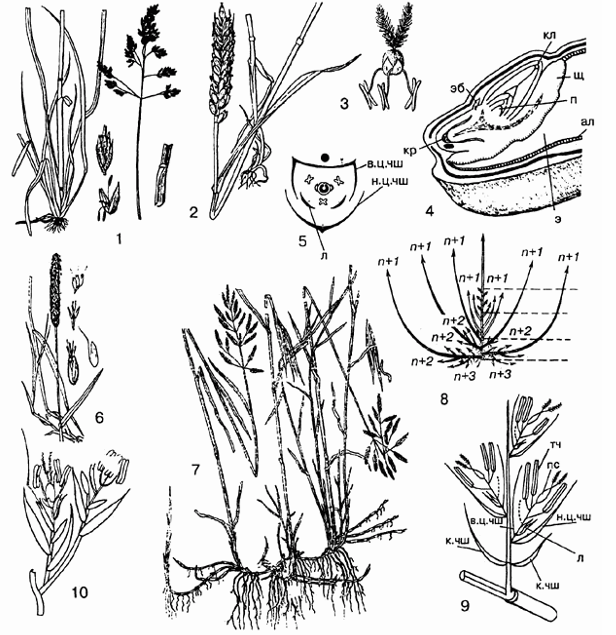 1
2
3
кл
эб
щ
п
кр
ал
э
4
в.ц.чш
н.ц.чш
л
5
6
7
n+1 n+1 n+1 n+1
n+1 n+1
n+2 n+2
n+2 n+2
n+3 n+3
8
тч
пс
в.ц.чш
н.ц.чш
к.чш
л
к.чш
9
10